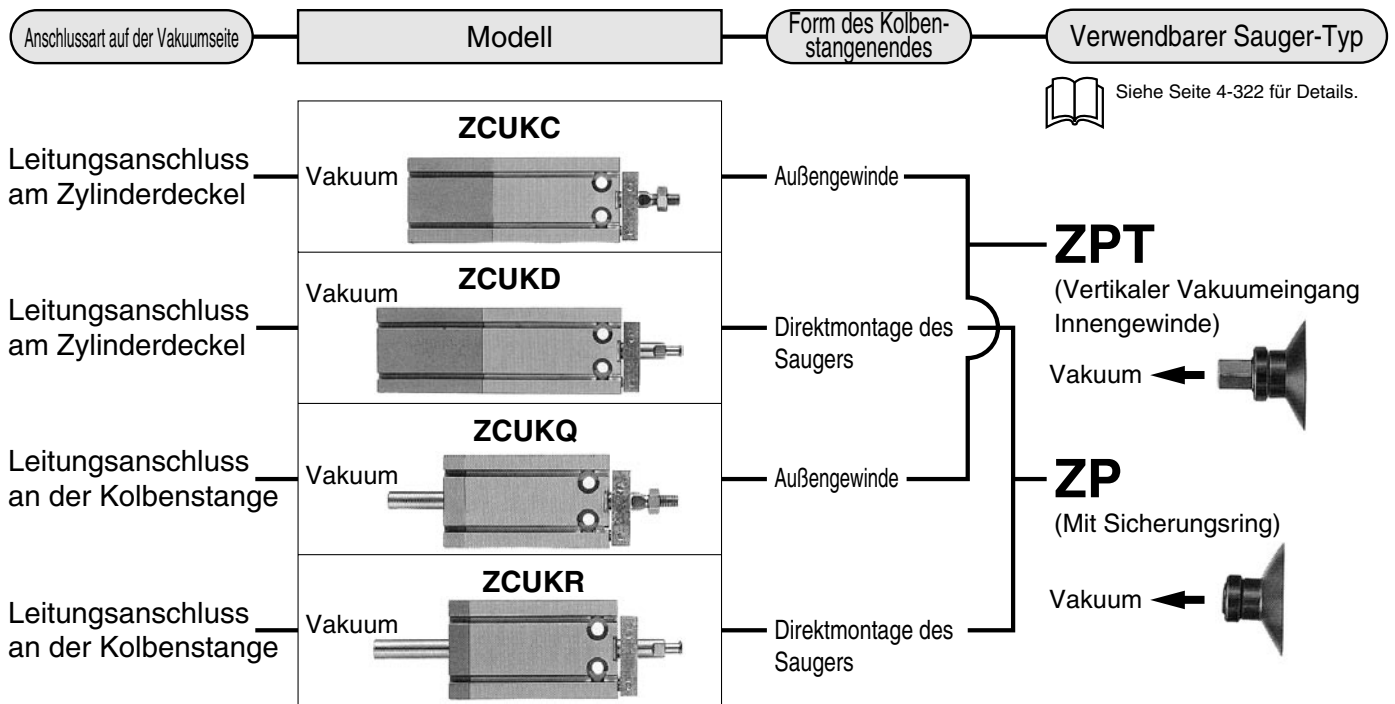 Anschlussart auf der Vakuumseite
Modell
Form des Kolben-
stangenendes
Verwendbarer Sauger-Typ
Siehe Seite 4-322 für Details.
Leitungsanschluss
am Zylinderdeckel
ZCUKC
Vakuum
Außengewinde
Leitungsanschluss
am Zylinderdeckel
ZCUKD
Vakuum
Direktmontage des
Saugers
Leitungsanschluss
an der Kolbenstange
ZCUKQ
Vakuum
Außengewinde
Leitungsanschluss
an der Kolbenstange
ZCUKR
Vakuum
Direktmontage des
Saugers
ZPT
(Vertikaler Vakuumeingang
Innengewinde)
Vakuum
ZP
(Mit Sicherungsring)
Vakuum